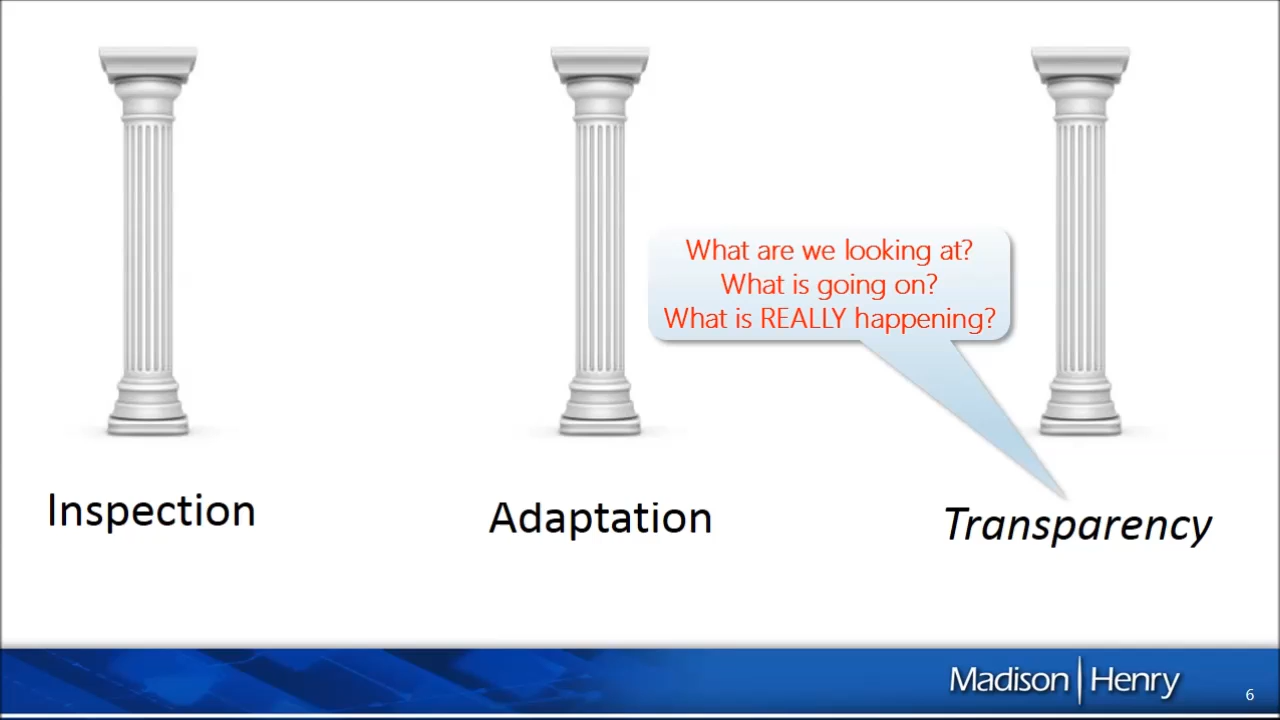 What are we looking at?
What is going on?
What is REALLY happening?
Inspection
Adaptation
Transparency
Madison | Henry
6